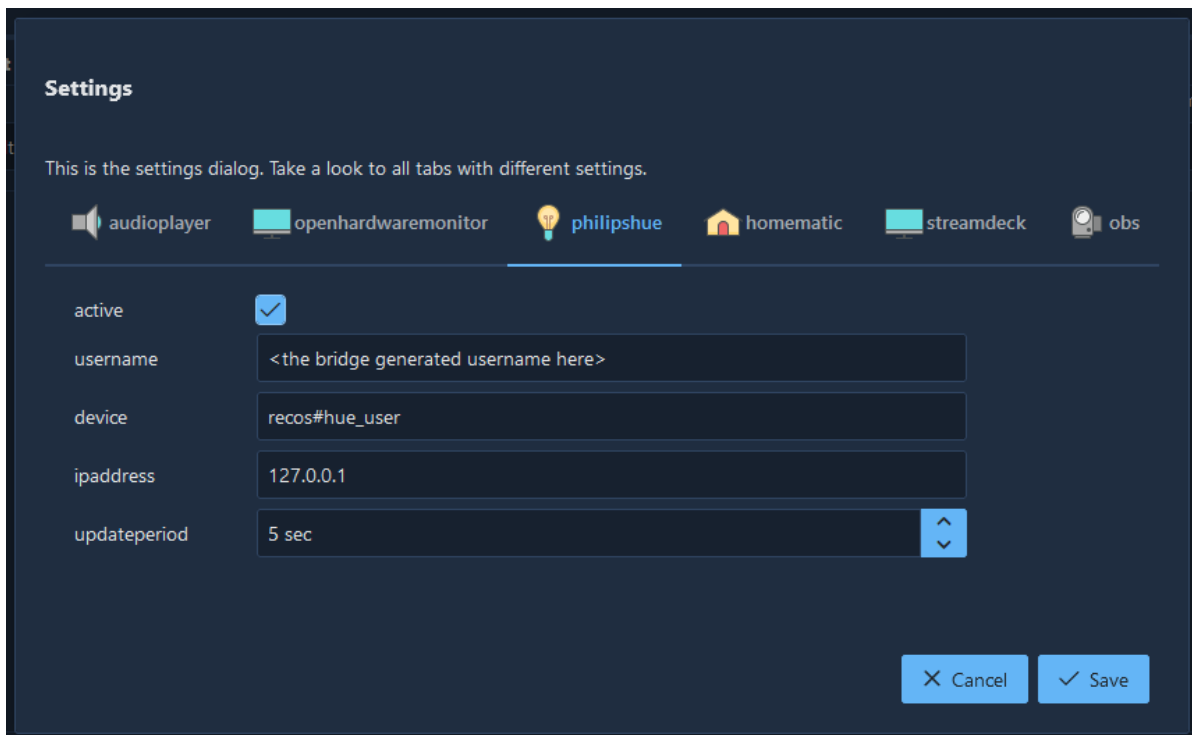 Settings
This is the settings dialog. Take a look to all tabs with different settings.
audioplayer openhardwaremonitor philipshue homematic streamdeck obs
active
username <the bridge generated username here>
device recos#hue_user
ipaddress 127.0.0.1
updateperiod 5 sec
Cancel Save